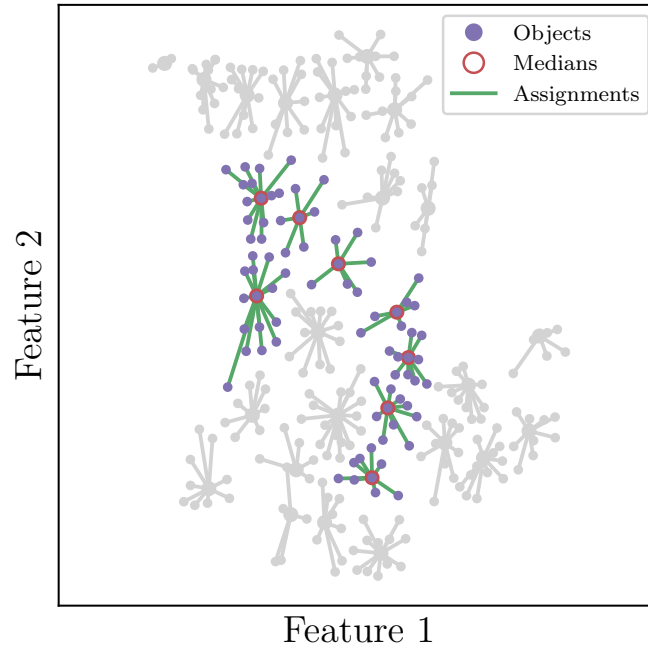 Objects
Medians
Assignments
Feature 2
Feature 1